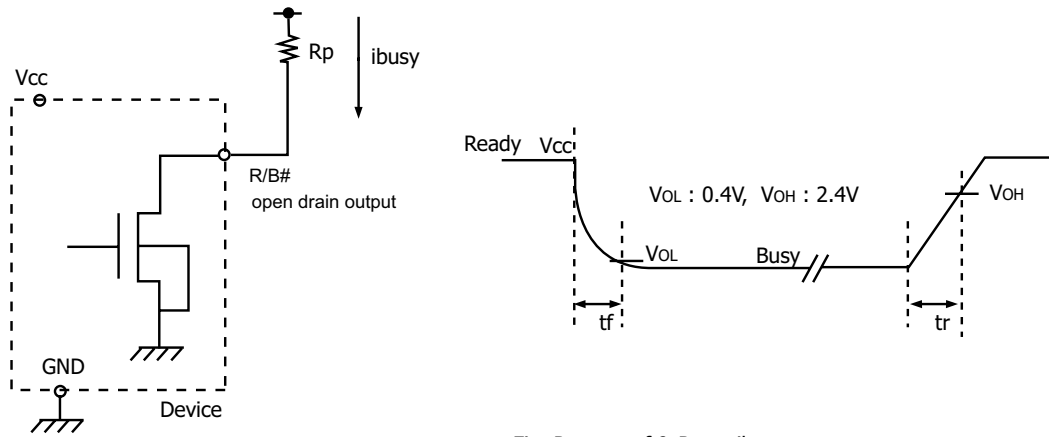 Rp
ibusy
Vcc
R/B#
open drain output
GND
Device
Ready Vcc
VOL : 0.4V, VOH : 2.4V
VOH
VOL
Busy
tf
tr